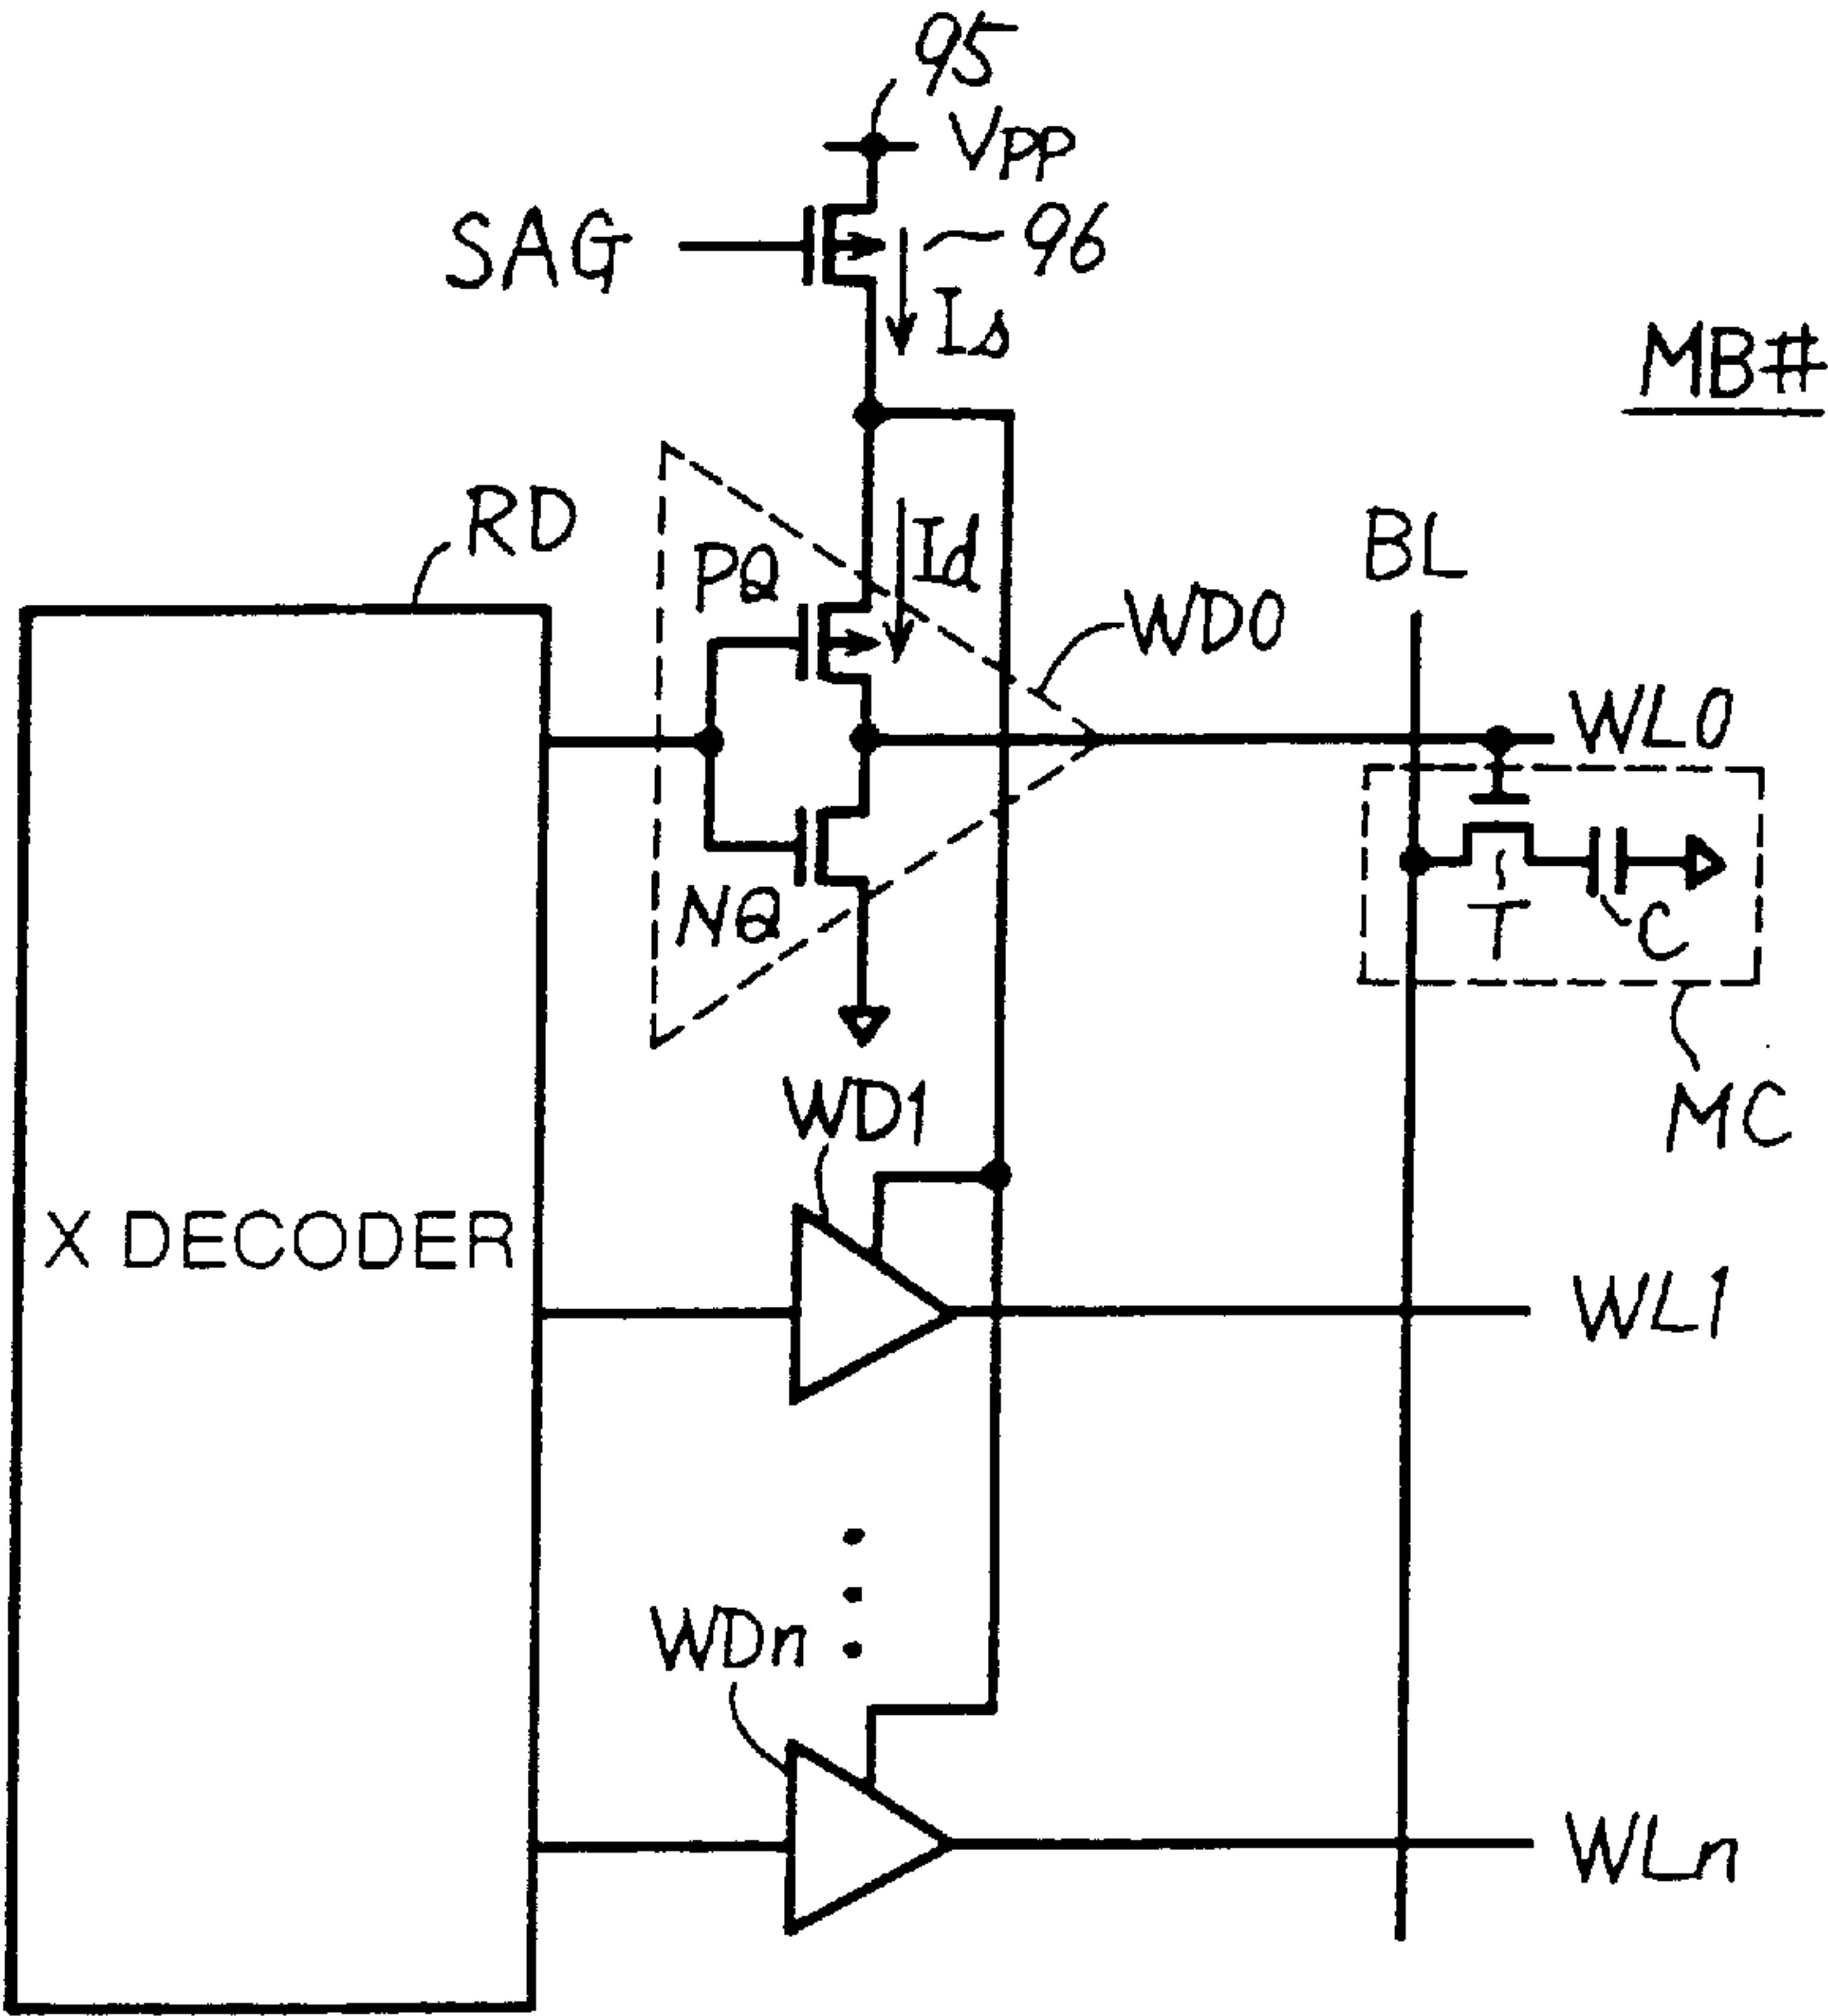 95
VPP
SAG
96
Is
MB#
RD
PQ
Id
BL
WD0
WL0
NQ
T
C
WD1
MC
X DECODER
WL1
WDn
WLn